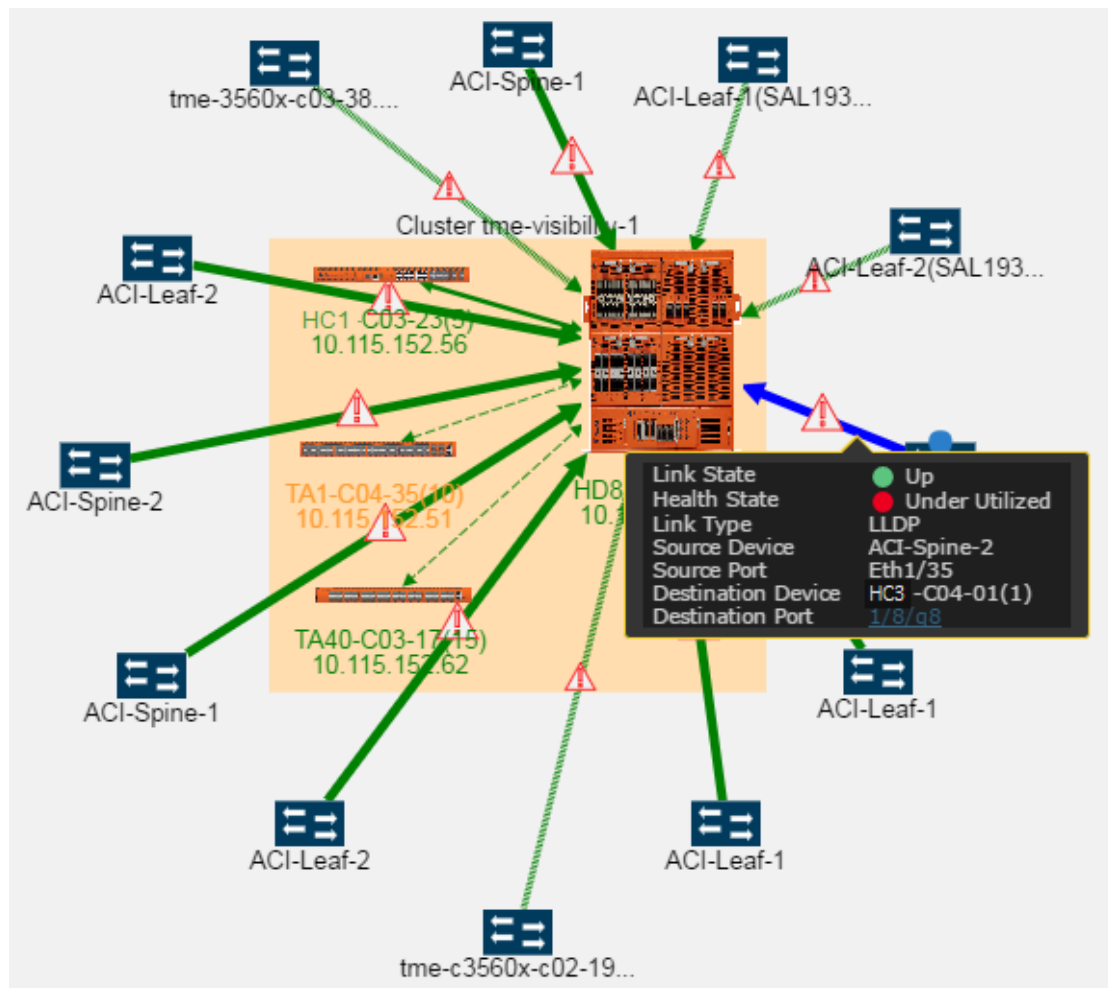 ACI-Spine-1
tme-3560x-c03-38....
ACI-Leaf-1(SAL193...
Cluster tme-visibility-1
ACI-Leaf-2
ACI-Leaf-2(SAL193...
HC1 -C03-23(5)
10.115.152.56
ACI-Spine-2
TA1-C04-35(10)
10.115.152.51
HD8
10.
Link State Up
Health State Under Utilized
Link Type LLDP
Source Device ACI-Spine-2
Source Port Eth1/35
Destination Device HC3 -C04-01(1)
Destination Port 1/8/q8
TA40-C03-17(15)
10.115.152.62
ACI-Spine-1
ACI-Leaf-1
ACI-Leaf-2
ACI-Leaf-1
tme-c3560x-c02-19...